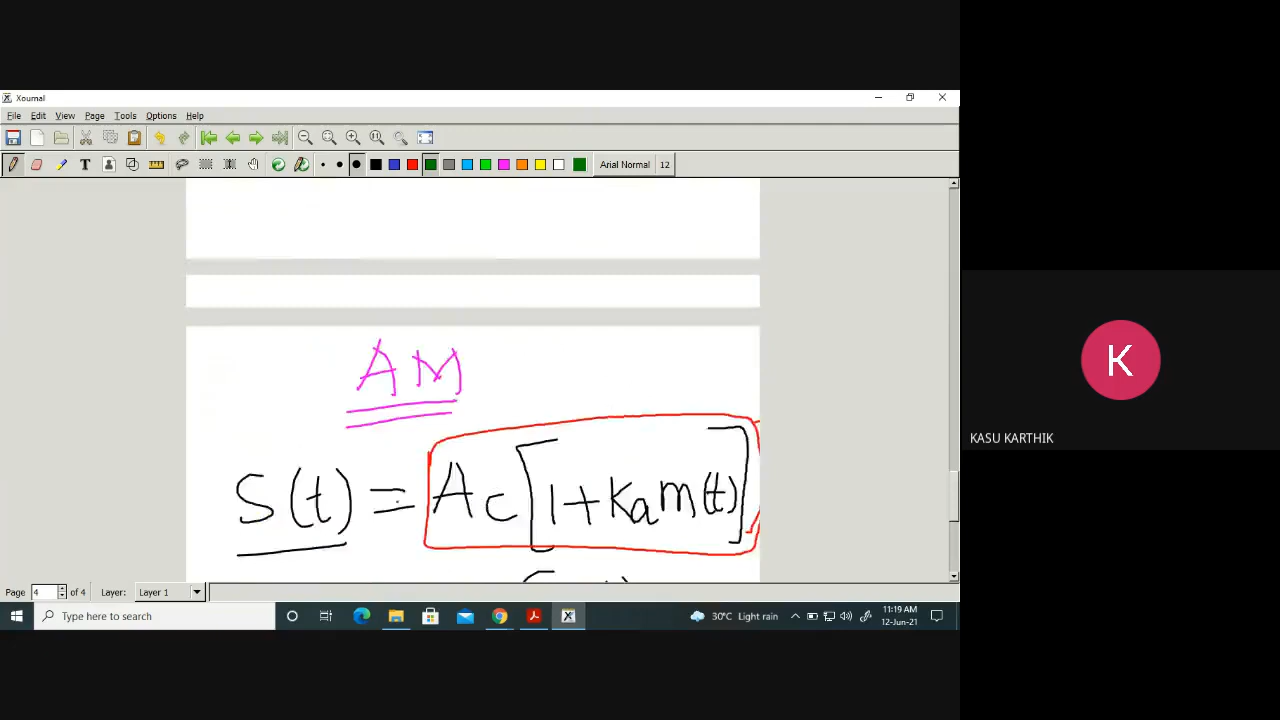 Xournal
File Edit View Page Tools Options Help
T Arial Normal 12
AM
S(t) = Ac[1+Kam(t)]
K
KASU KARTHIK
Page 4 of 4 Layer: Layer 1
Type here to search 30°C Light rain 11:19 AM
12-Jun-21